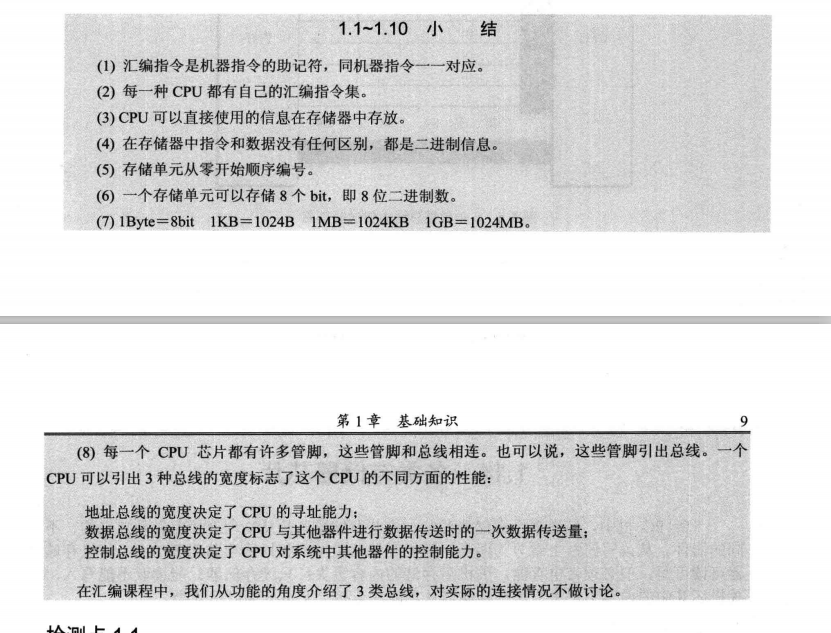 1.1~1.10 小 结
(1) 汇编指令是机器指令的助记符，同机器指令一一对应。
(2) 每一种 CPU 都有自己的汇编指令集。
(3) CPU 可以直接使用的信息在存储器中存放。
(4) 在存储器中指令和数据没有任何区别，都是二进制信息。
(5) 存储单元从零开始顺序编号。
(6) 一个存储单元可以存储 8 个 bit，即 8 位二进制数。
(7) 1Byte＝8bit 1KB＝1024B 1MB＝1024KB 1GB＝1024MB。
第 1 章 基础知识 9
(8) 每一个 CPU 芯片都有许多管脚，这些管脚和总线相连。也可以说，这些管脚引出总线。一个
CPU 可以引出 3 种总线的宽度标志了这个 CPU 的不同方面的性能：
地址总线的宽度决定了 CPU 的寻址能力；
数据总线的宽度决定了 CPU 与其他器件进行数据传送时的一次数据传送量；
控制总线的宽度决定了 CPU 对系统中其他器件的控制能力。
在汇编课程中，我们从功能的角度介绍了 3 类总线，对实际的连接情况不做讨论。
检测点 1.1